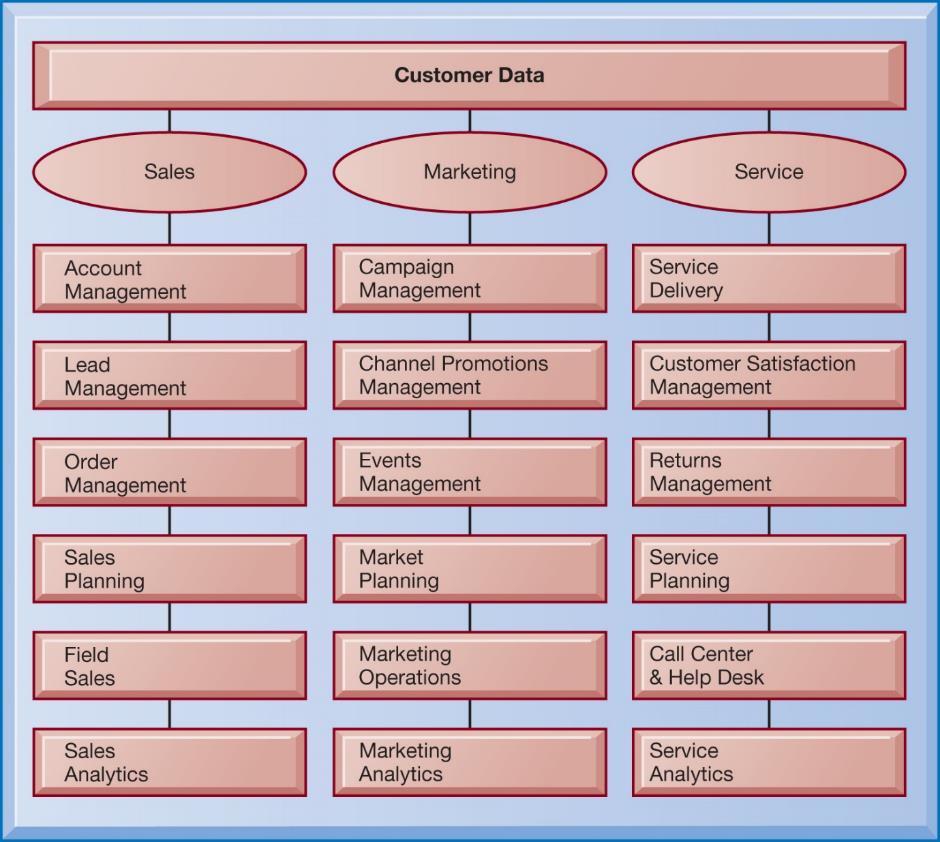 Customer Data
Sales
Marketing
Service
Account
Management
Campaign
Management
Service
Delivery
Lead
Management
Channel Promotions
Management
Customer Satisfaction
Management
Order
Management
Events
Management
Returns
Management
Sales
Planning
Market
Planning
Service
Planning
Field
Sales
Marketing
Operations
Call Center
& Help Desk
Sales
Analytics
Marketing
Analytics
Service
Analytics